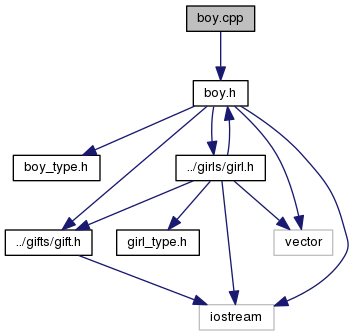 boy.cpp
boy.h
boy_type.h
../girls/girl.h
../gifts/gift.h
girl_type.h
vector
iostream